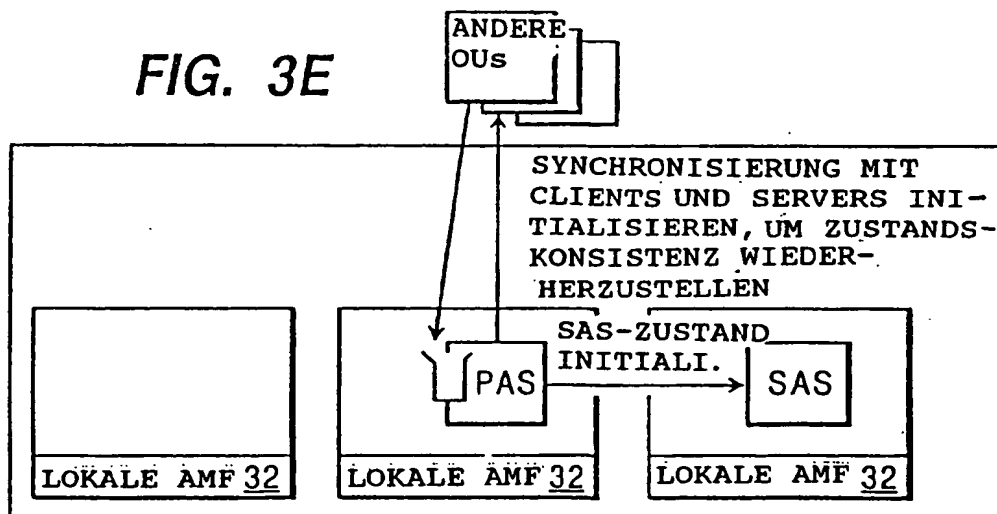 FIG. 3E
ANDERE
OUs
SYNCHRONISIERUNG MIT
CLIENTS UND SERVERS INI-
TIALISIEREN, UM ZUSTANDS-
KONSISTENZ WIEDER-
HERZUSTELLEN
SAS-ZUSTAND
INITIALI.
PAS
SAS
LOKALE AMF 32
LOKALE AMF 32
LOKALE AMF 32